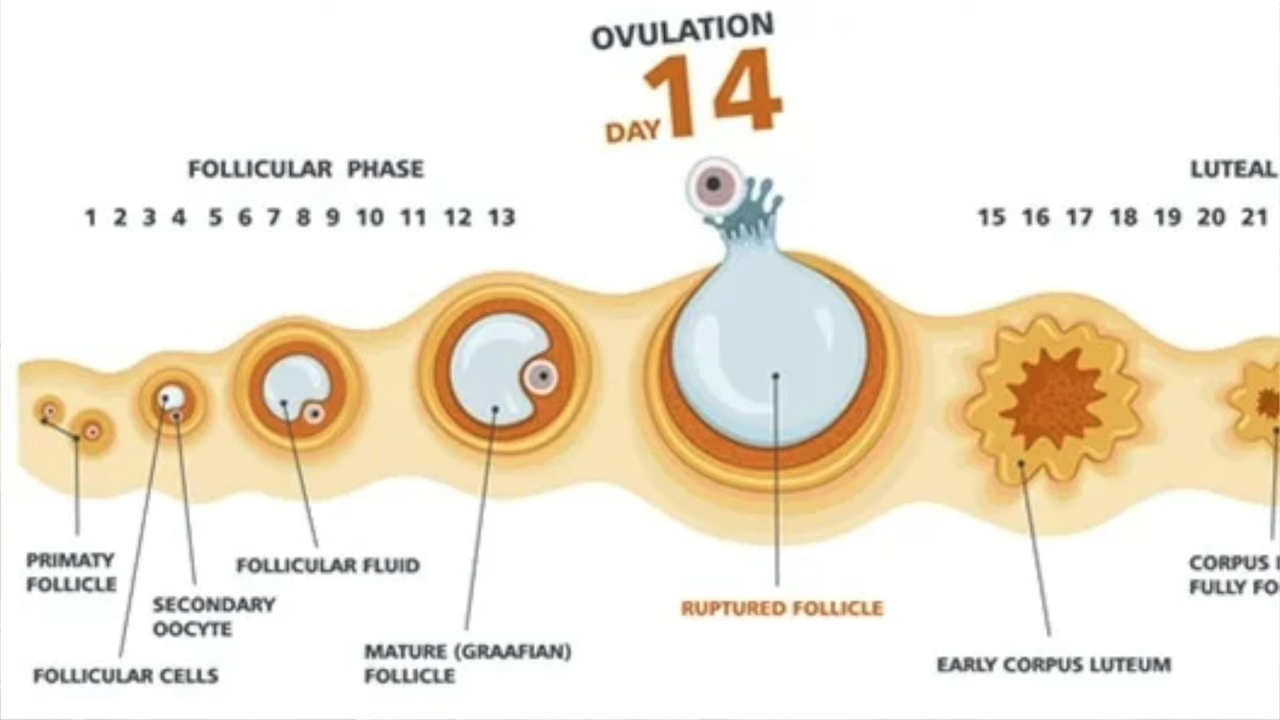 OVULATION
DAY 14
FOLLICULAR PHASE
LUTEAL
1 2 3 4 5 6 7 8 9 10 11 12 13
15 16 17 18 19 20 21
PRIMATY
FOLLICLE
SECONDARY
OOCYTE
FOLLICULAR CELLS
FOLLICULAR FLUID
MATURE (GRAAFIAN)
FOLLICLE
RUPTURED FOLLICLE
EARLY CORPUS LUTEUM
CORPUS
FULLY FO